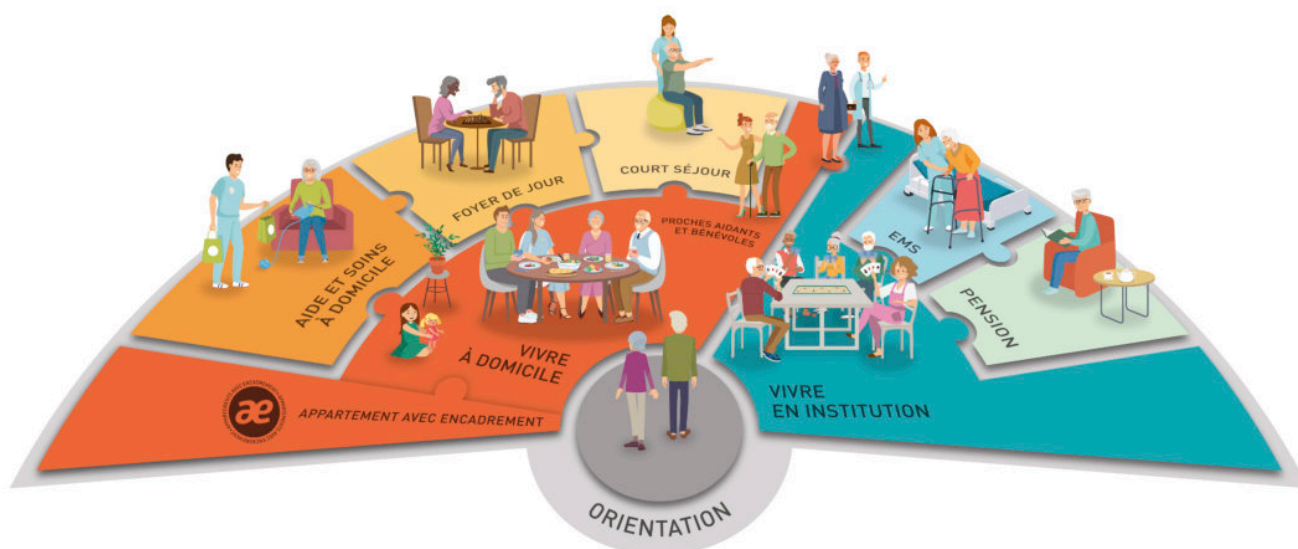 COURT SÉJOUR
FOYER DE JOUR
PROCHES AIDANTS
ET BÉNÉVOLES
AIDE ET SOINS
À DOMICILE
EMS
PENSION
VIVRE
À DOMICILE
VIVRE
EN INSTITUTION
ae
APPARTEMENT AVEC ENCADREMENT
ORIENTATION